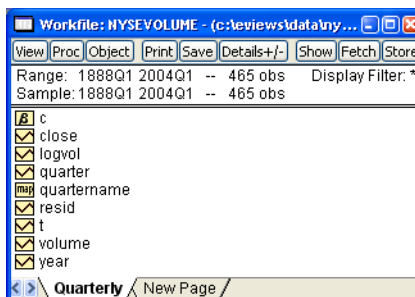 Workfile: NYSEVOLUME - (c:\eviews\data\ny...
View Proc Object Print Save Details+/- Show Fetch Store
Range: 1888Q1 2004Q1 -- 465 obs Display Filter: *
Sample: 1888Q1 2004Q1 -- 465 obs
β c
close
logvol
quarter
map quartername
resid
t
volume
year
< > Quarterly New Page